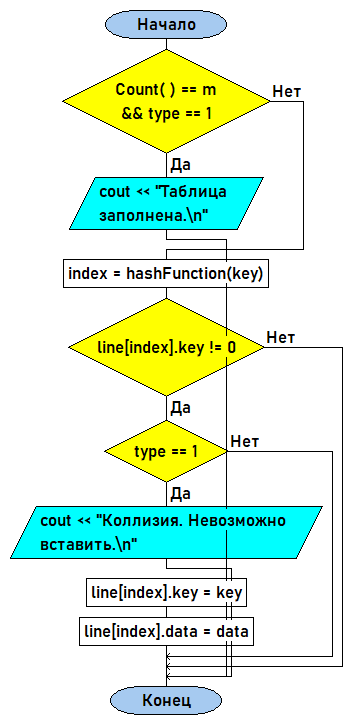 Начало
Count( ) == m
&& type == 1
Нет
Да
cout << "Таблица
заполнена.\n"
index = hashFunction(key)
Нет
line[index].key != 0
Да
Нет
type == 1
Да
cout << "Коллизия. Невозможно
вставить.\n"
line[index].key = key
line[index].data = data
Конец